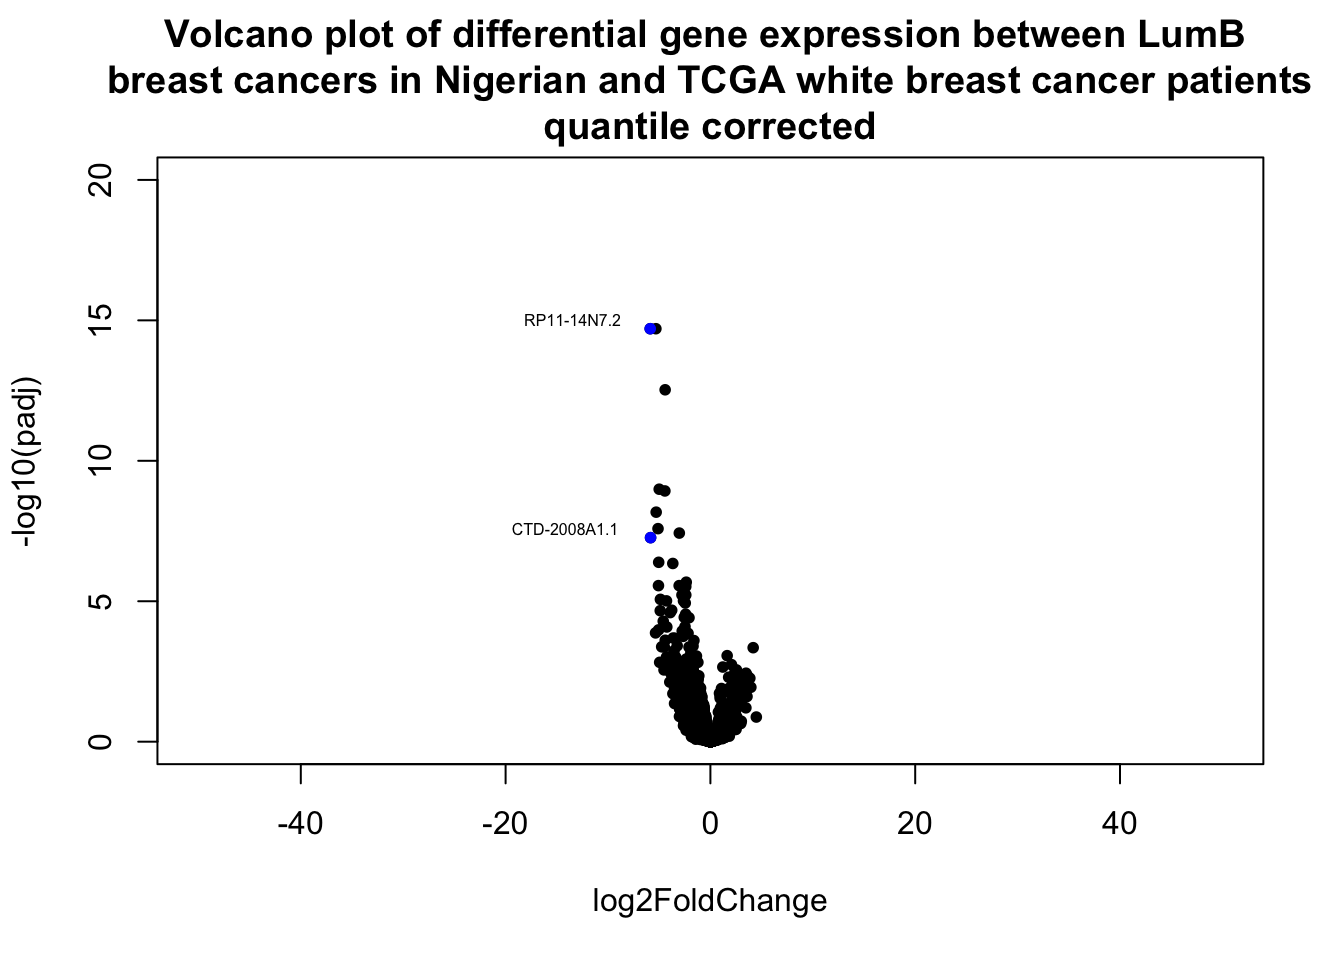 Volcano plot of differential gene expression between LumB
breast cancers in Nigerian and TCGA white breast cancer patients
quantile corrected
20
15
10
5
0
-log10(padj)
RP11-14N7.2
CTD-2008A1.1
-40 -20 0 20 40
log2FoldChange